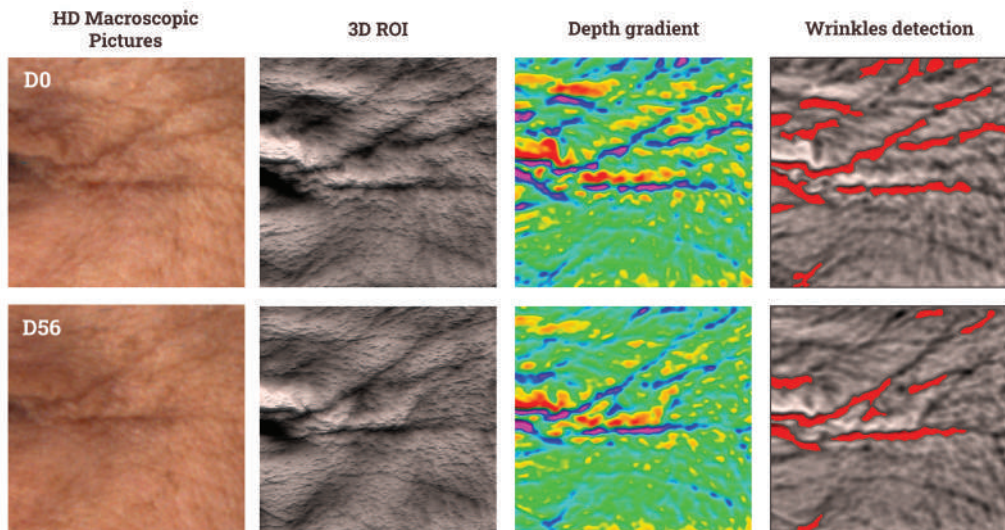 HD Macroscopic
Pictures
3D ROI
Depth gradient
Wrinkles detection
D0
D56